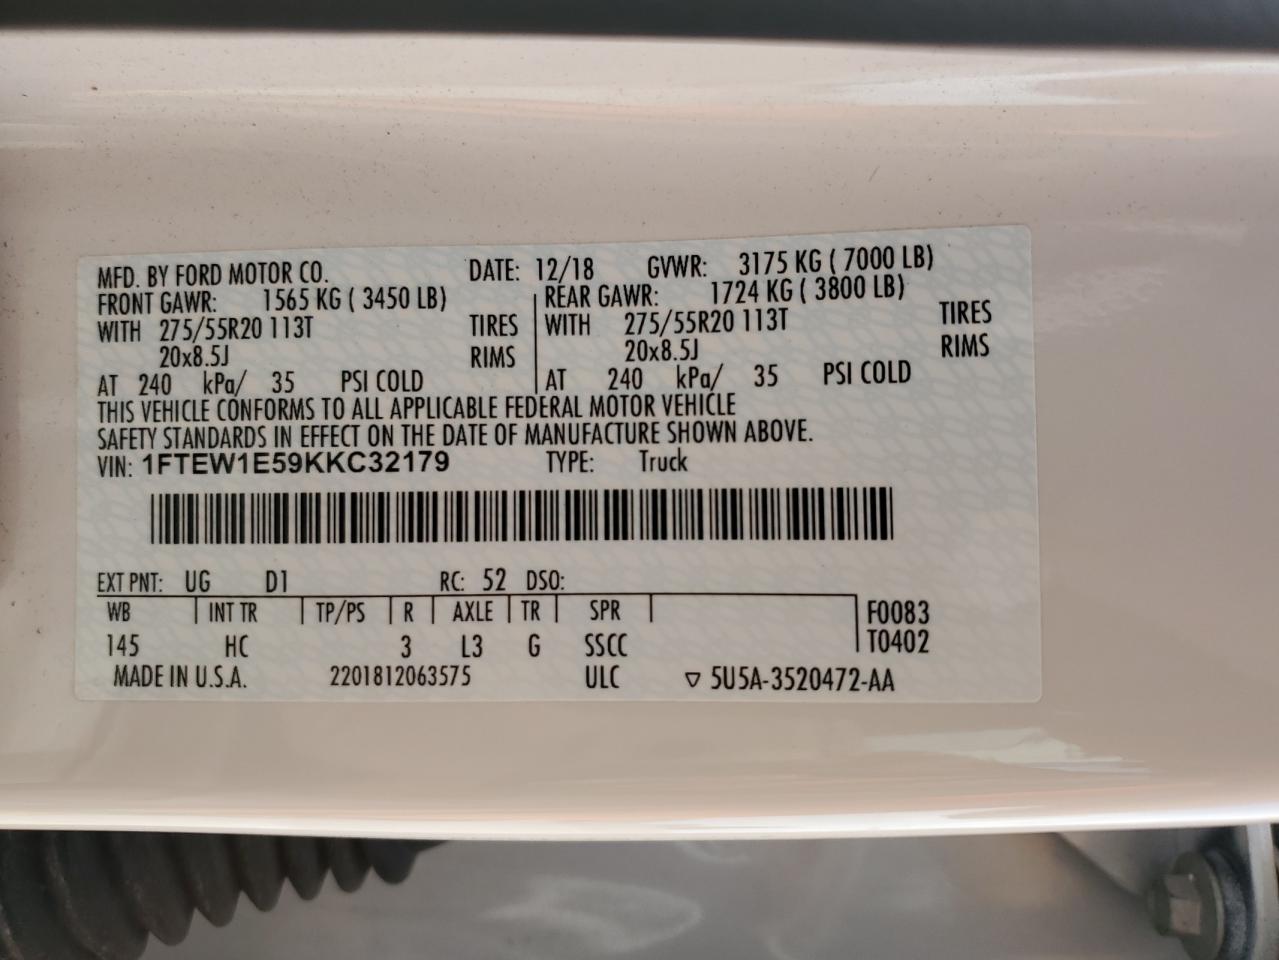 MFD. BY FORD MOTOR CO. DATE: 12/18 GVWR: 3175 KG ( 7000 LB)
FRONT GAWR: 1565 KG ( 3450 LB) REAR GAWR: 1724 KG ( 3800 LB)
WITH 275/55R20 113T TIRES WITH 275/55R20 113T TIRES
20x8.5J RIMS 20x8.5J RIMS
AT 240 kPa/ 35 PSI COLD AT 240 kPa/ 35 PSI COLD
THIS VEHICLE CONFORMS TO ALL APPLICABLE FEDERAL MOTOR VEHICLE
SAFETY STANDARDS IN EFFECT ON THE DATE OF MANUFACTURE SHOWN ABOVE.
VIN: 1FTEW1E59KKC32179 TYPE: Truck
EXT PNT: UG D1 RC: 52 DSO:
WB INT TR TP/PS R AXLE TR SPR F0083
145 HC 3 L3 G SSCC T0402
MADE IN U.S.A. 2201812063575 ULC ▽ 5U5A-3520472-AA